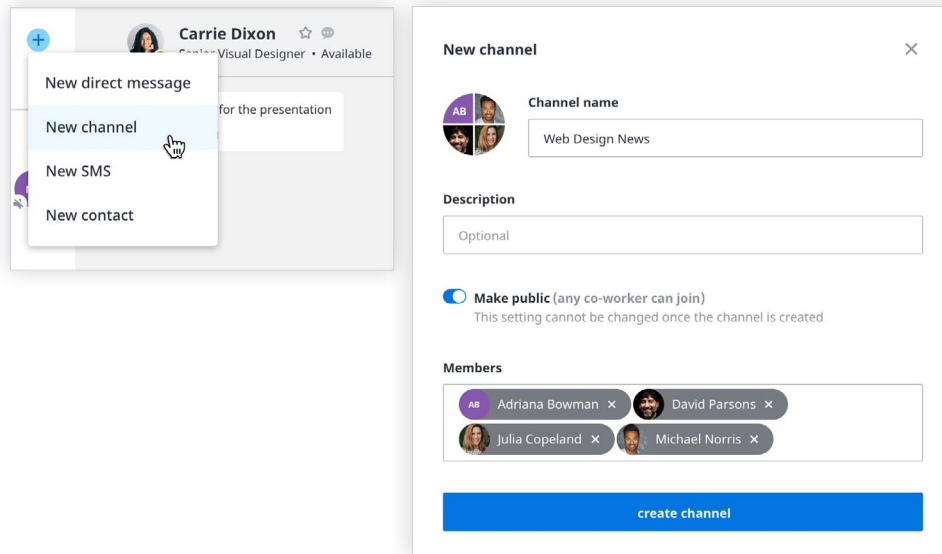 Carrie Dixon
Senior Visual Designer • Available
New direct message
for the presentation
New channel
New SMS
New contact
New channel
AB
Channel name
Web Design News
Description
Optional
Make public (any co-worker can join)
This setting cannot be changed once the channel is created
Members
AB Adriana Bowman × David Parsons ×
Julia Copeland × Michael Norris ×
create channel